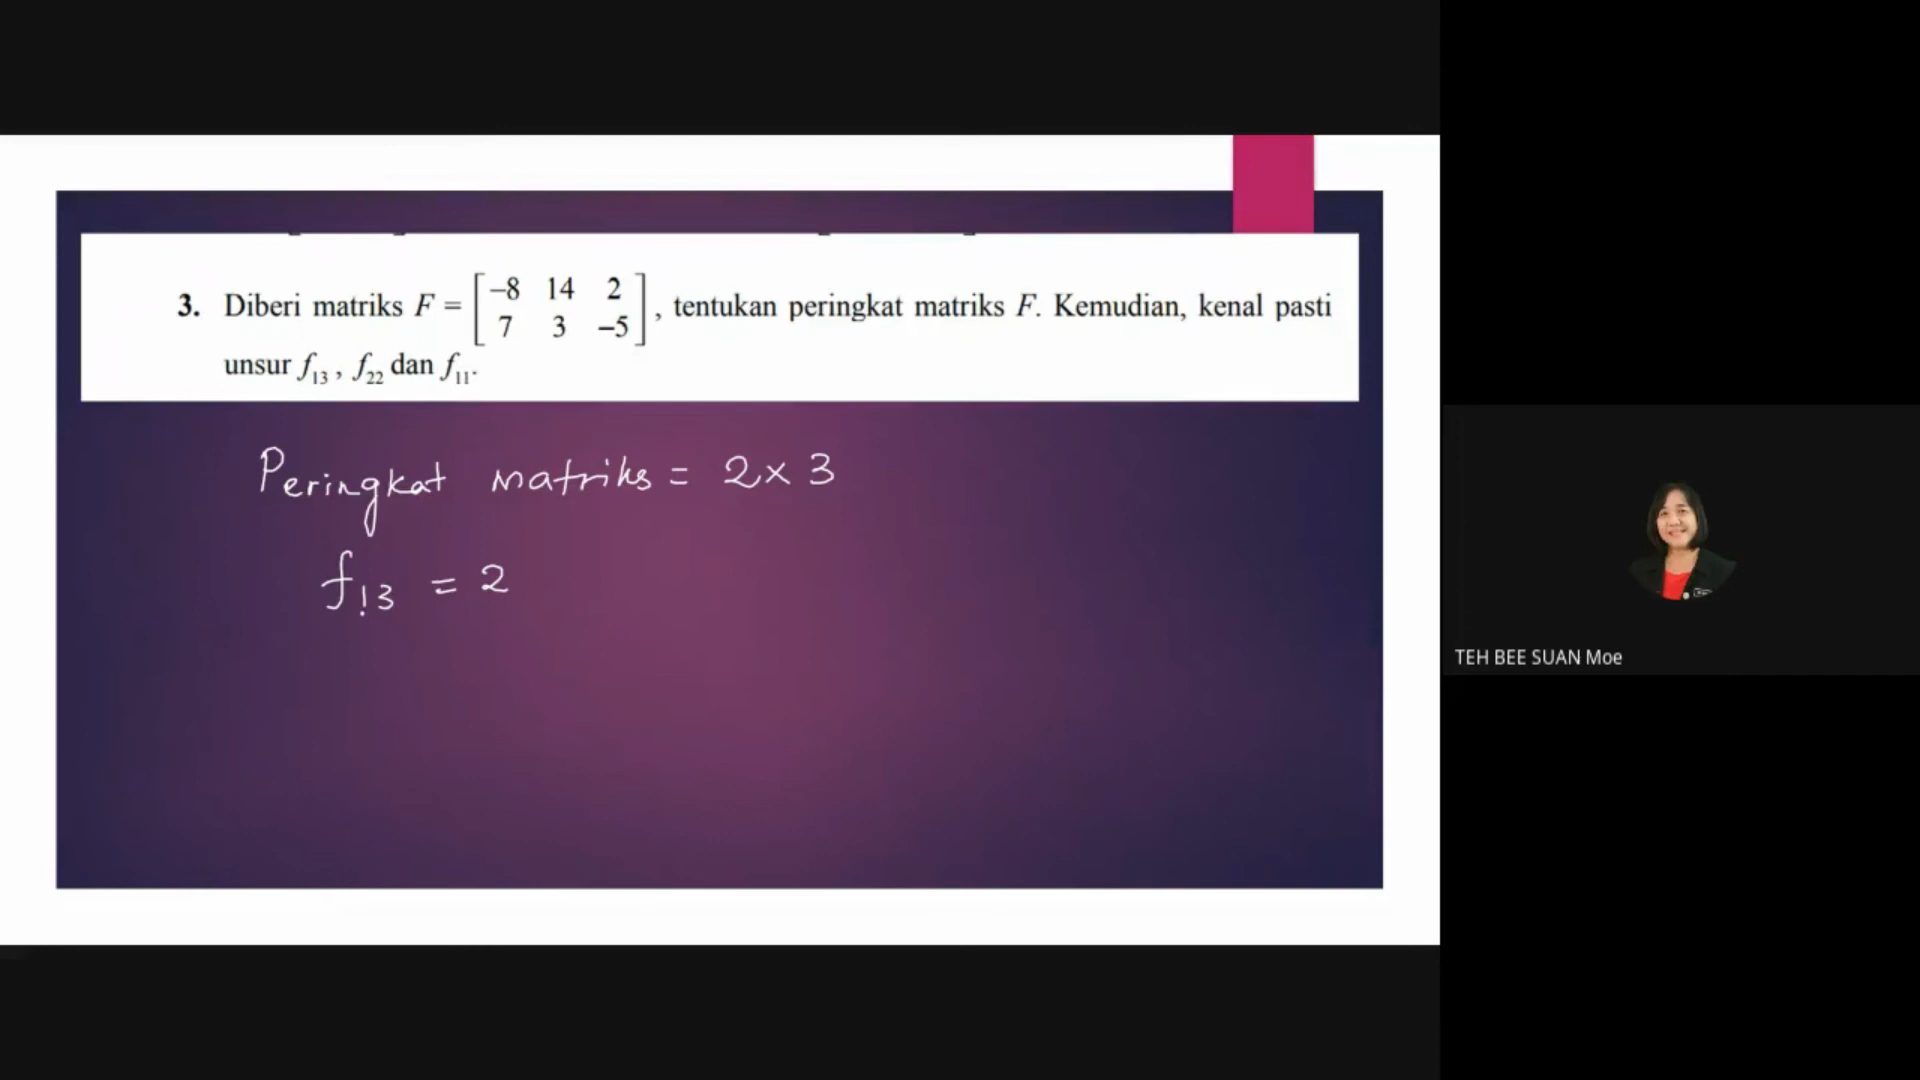 3. Diberi matriks F = [ −8 14 2
7 3 −5 ] , tentukan peringkat matriks F. Kemudian, kenal pasti
unsur f₁₃ , f₂₂ dan f₁₁.
Peringkat matriks = 2 × 3
f₁₃ = 2
TEH BEE SUAN Moe